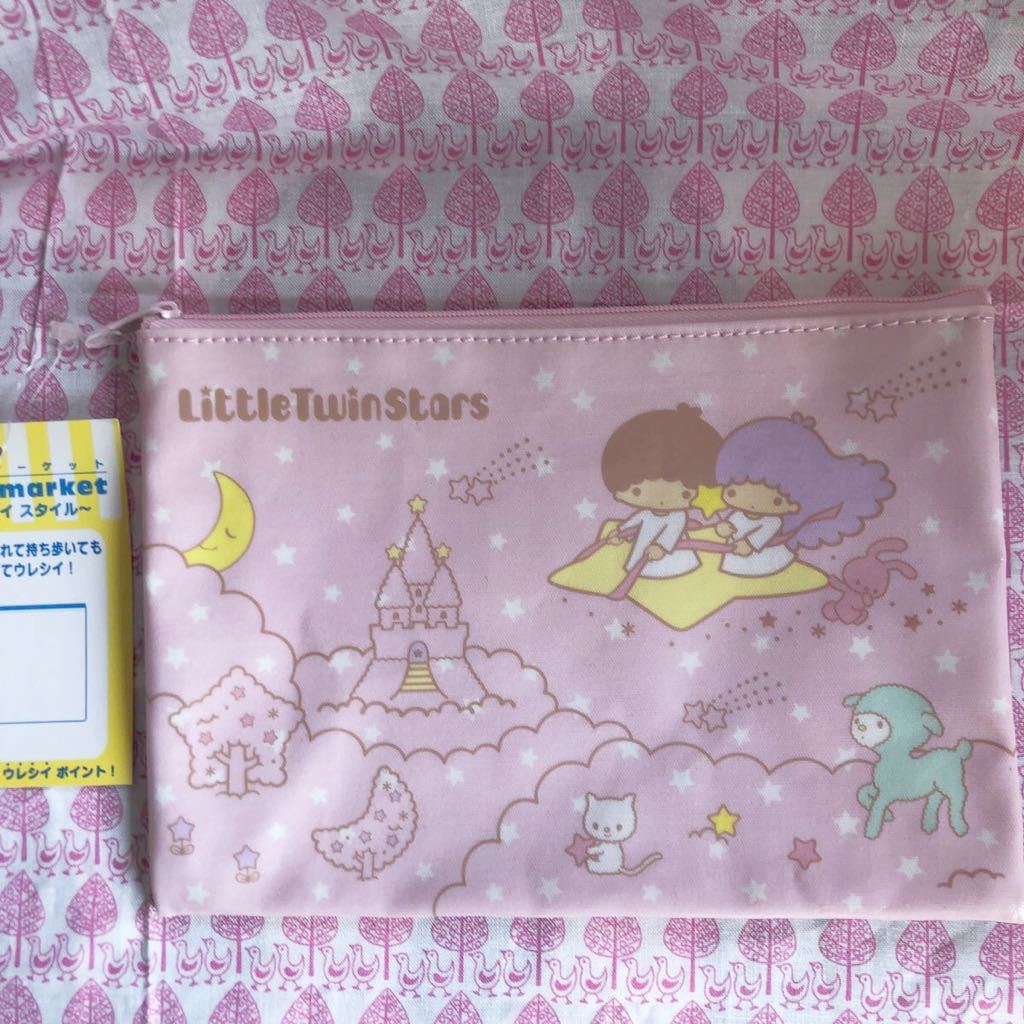 LittleTwinStars
ーケット
market
イ スタイル～
れて持ち歩いても
てウレシイ！
ウレシイ ポイント！